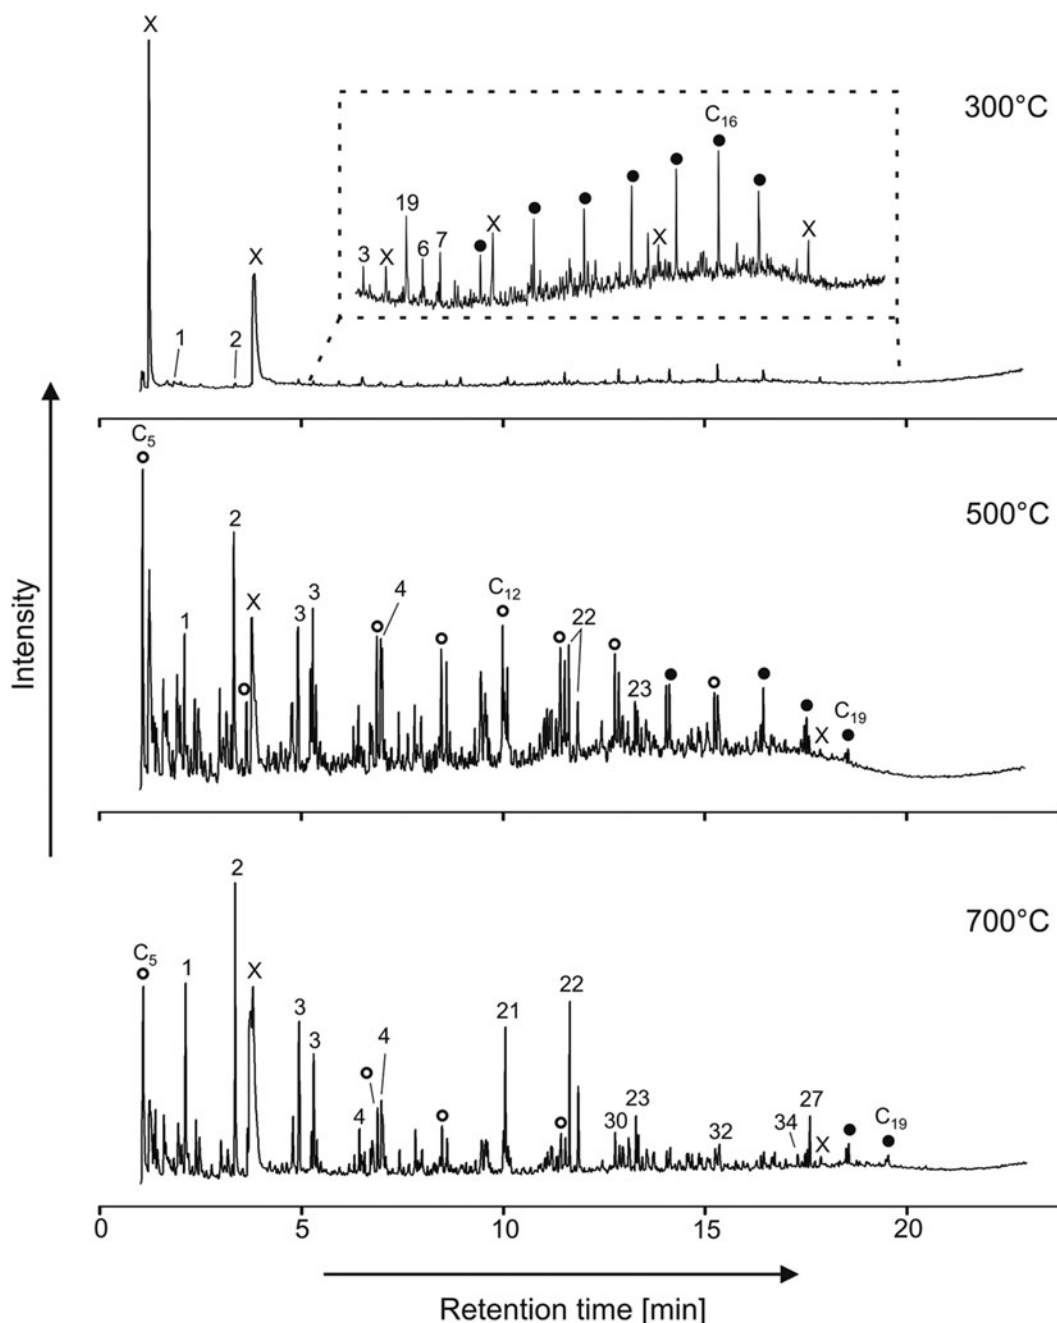 X
300°C
C₁₆
19
X
X
X
3
X
6
7
X
1
2
C₅
500°C
2
C₁₂
X
3
3
4
1
22
23
X
C₁₉
Intensity
2
700°C
C₅
1
X
22
3
21
3
4
4
23
27
30
32
34
X
C₁₉
0
5
10
15
20
Retention time [min]